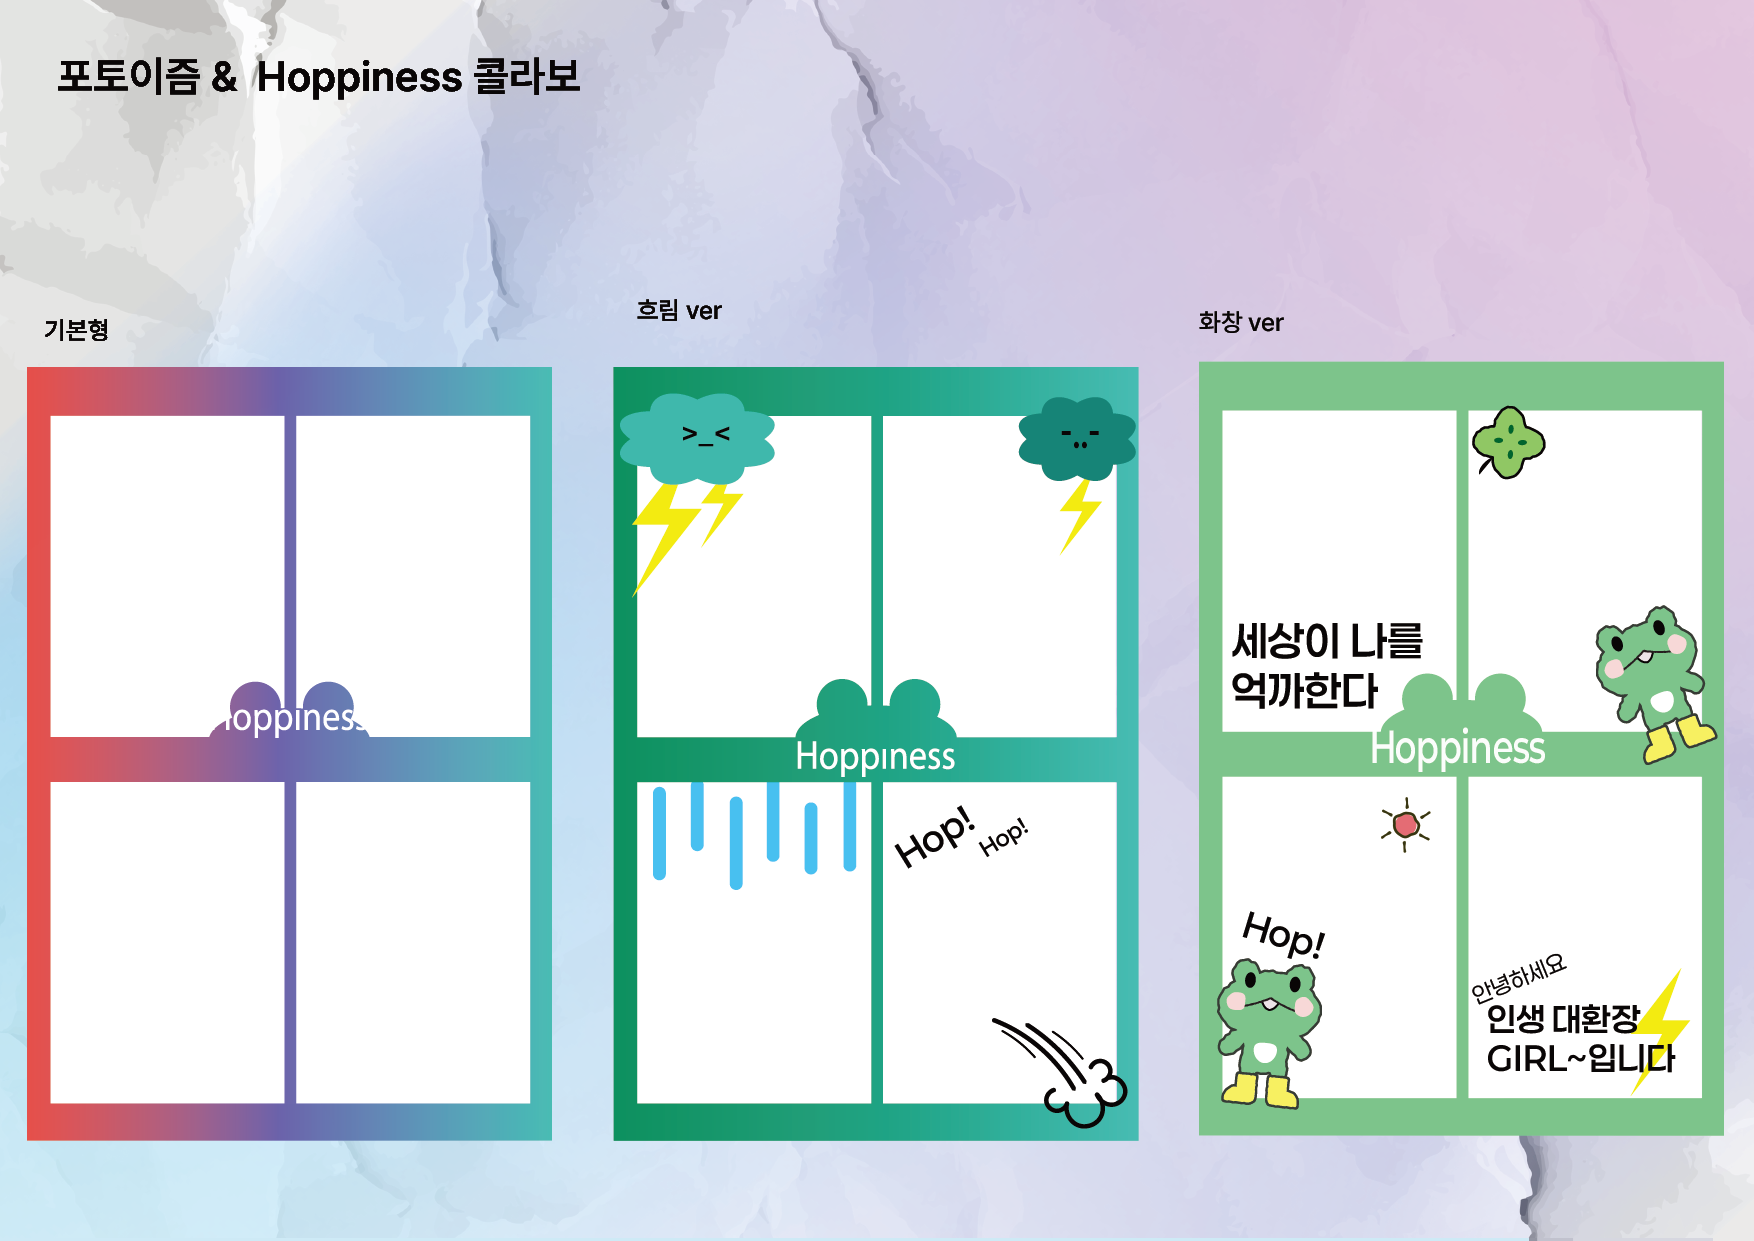 포토이즘 & Hoppiness 콜라보
기본형
흐림 ver
화창 ver
Hoppiness
>_<
Hoppiness
Hop!
Hop!
세상이 나를
억까한다
Hoppiness
Hop!
안녕하세요
인생 대환장
GIRL~입니다